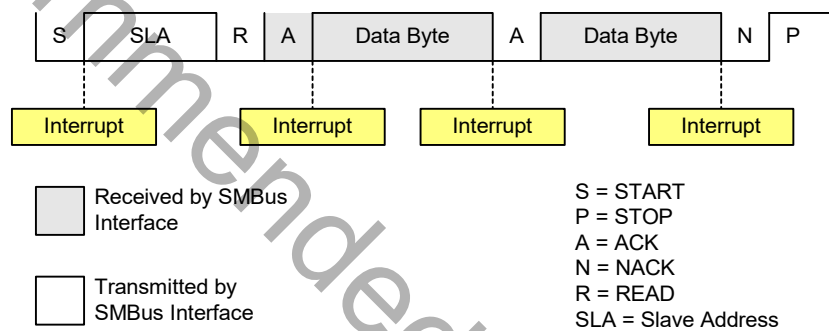 S SLA R A Data Byte A Data Byte N P
Interrupt Interrupt Interrupt Interrupt
Received by SMBus
Interface
Transmitted by
SMBus Interface
S = START
P = STOP
A = ACK
N = NACK
R = READ
SLA = Slave Address
mmended